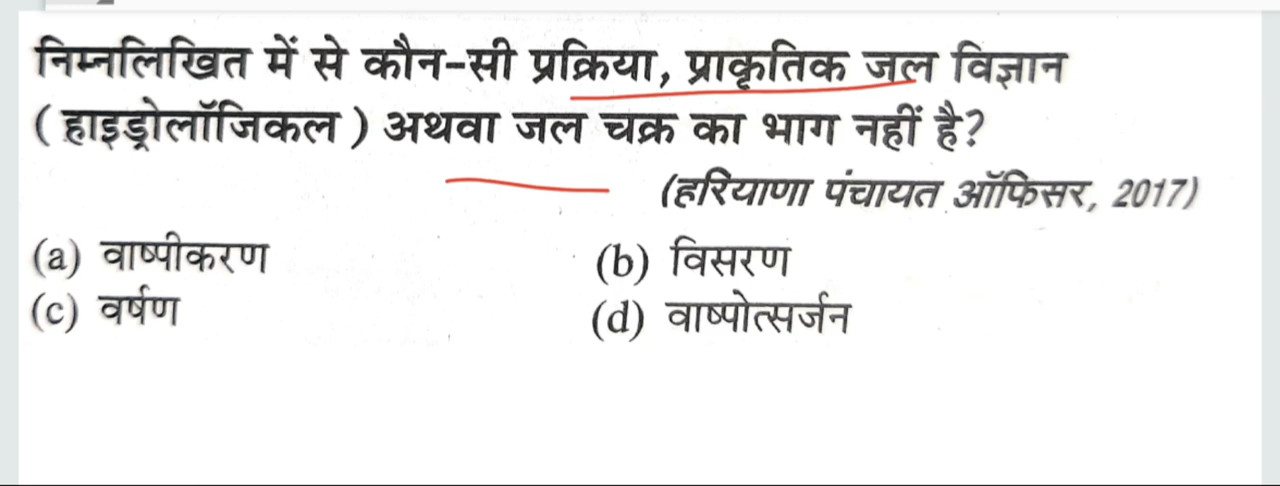 निम्नलिखित में से कौन-सी प्रक्रिया, प्राकृतिक जल विज्ञान
( हाइड्रोलॉजिकल ) अथवा जल चक्र का भाग नहीं है?
(हरियाणा पंचायत ऑफिसर, 2017)
(a) वाष्पीकरण (b) विसरण
(c) वर्षण (d) वाष्पोत्सर्जन